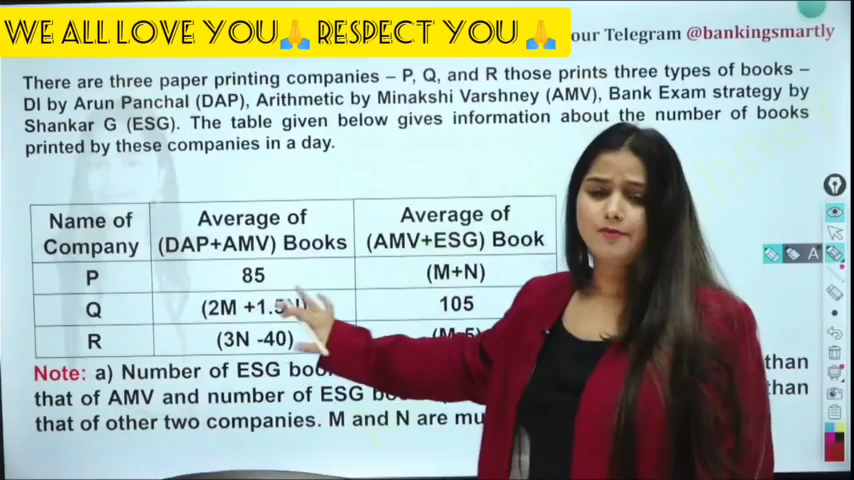 WE ALL LOVE YOU🙏 RESPECT YOU 🙏
our Telegram @bankingsmartly
There are three paper printing companies – P, Q, and R those prints three types of books –
DI by Arun Panchal (DAP), Arithmetic by Minakshi Varshney (AMV), Bank Exam strategy by
Shankar G (ESG). The table given below gives information about the number of books
printed by these companies in a day.
Name of Company
Average of (DAP+AMV) Books
Average of (AMV+ESG) Book
P 85 (M+N)
Q (2M + 105
R (3N -40)
Note: a) Number of ESG than
that of AMV and number of ESG than
that of other two companies. M and N are
A